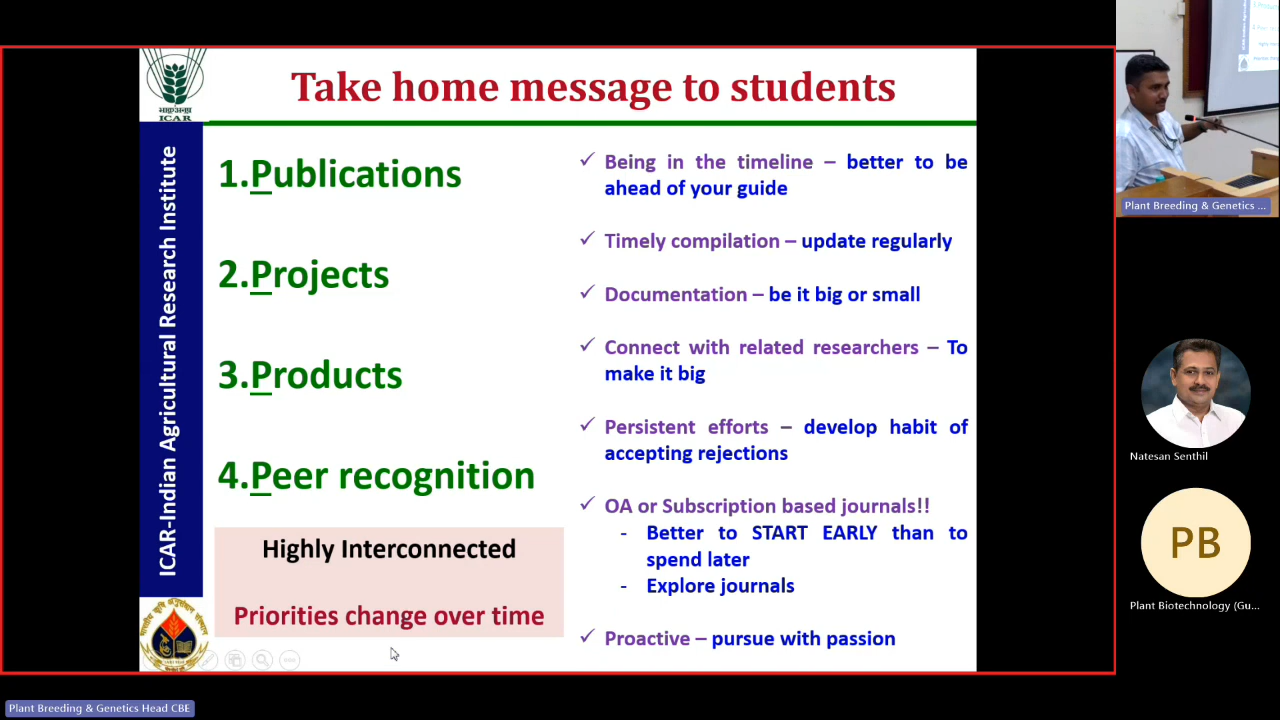 Take home message to students
भाकृअनुप
ICAR
ICAR-Indian Agricultural Research Institute
1.Publications
2.Projects
3.Products
4.Peer recognition
Highly Interconnected
Priorities change over time
✓ Being in the timeline – better to be
ahead of your guide
✓ Timely compilation – update regularly
✓ Documentation – be it big or small
✓ Connect with related researchers – To
make it big
✓ Persistent efforts – develop habit of
accepting rejections
✓ OA or Subscription based journals!!
- Better to START EARLY than to
spend later
- Explore journals
✓ Proactive – pursue with passion
Plant Breeding & Genetics ...
Natesan Senthil
PB
Plant Biotechnology (Gu...
Plant Breeding & Genetics Head CBE